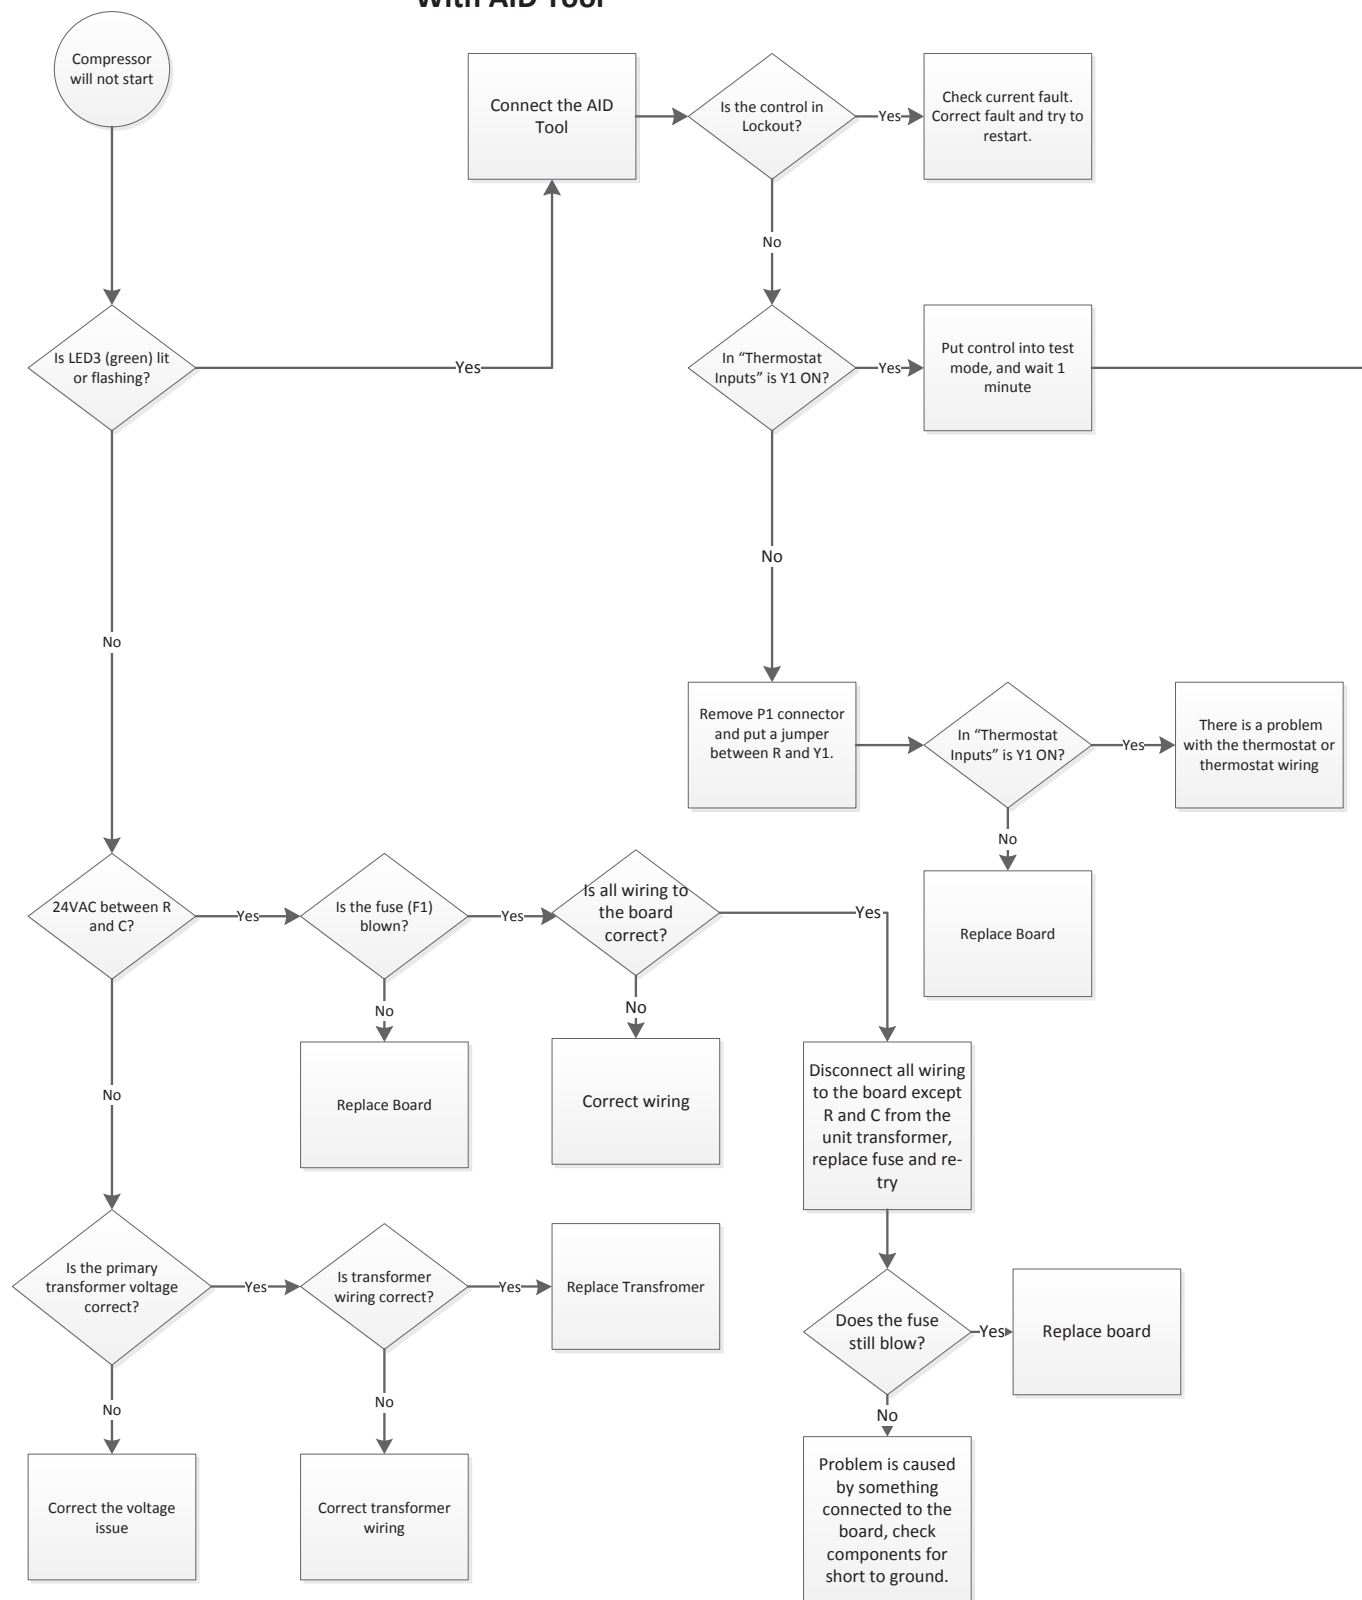 With AID Tool
Compressor
will not start
Connect the AID
Tool
Is the control in
Lockout?
Yes
Check current fault.
Correct fault and try to
restart.
No
Is LED3 (green) lit
or flashing?
Yes
In “Thermostat
Inputs” is Y1 ON?
Yes
Put control into test
mode, and wait 1
minute
No
No
Remove P1 connector
and put a jumper
between R and Y1.
In “Thermostat
Inputs” is Y1 ON?
Yes
There is a problem
with the thermostat or
thermostat wiring
No
Replace Board
24VAC between R
and C?
Yes
Is the fuse (F1)
blown?
Yes
Is all wiring to
the board
correct?
Yes
No
Replace Board
No
Correct wiring
Disconnect all wiring
to the board except
R and C from the
unit transformer,
replace fuse and re-
try
No
Is the primary
transformer voltage
correct?
Yes
Is transformer
wiring correct?
Yes
Replace Transfromer
Does the fuse
still blow?
Yes
Replace board
No
Correct the voltage
issue
No
Correct transformer
wiring
No
Problem is caused
by something
connected to the
board, check
components for
short to ground.